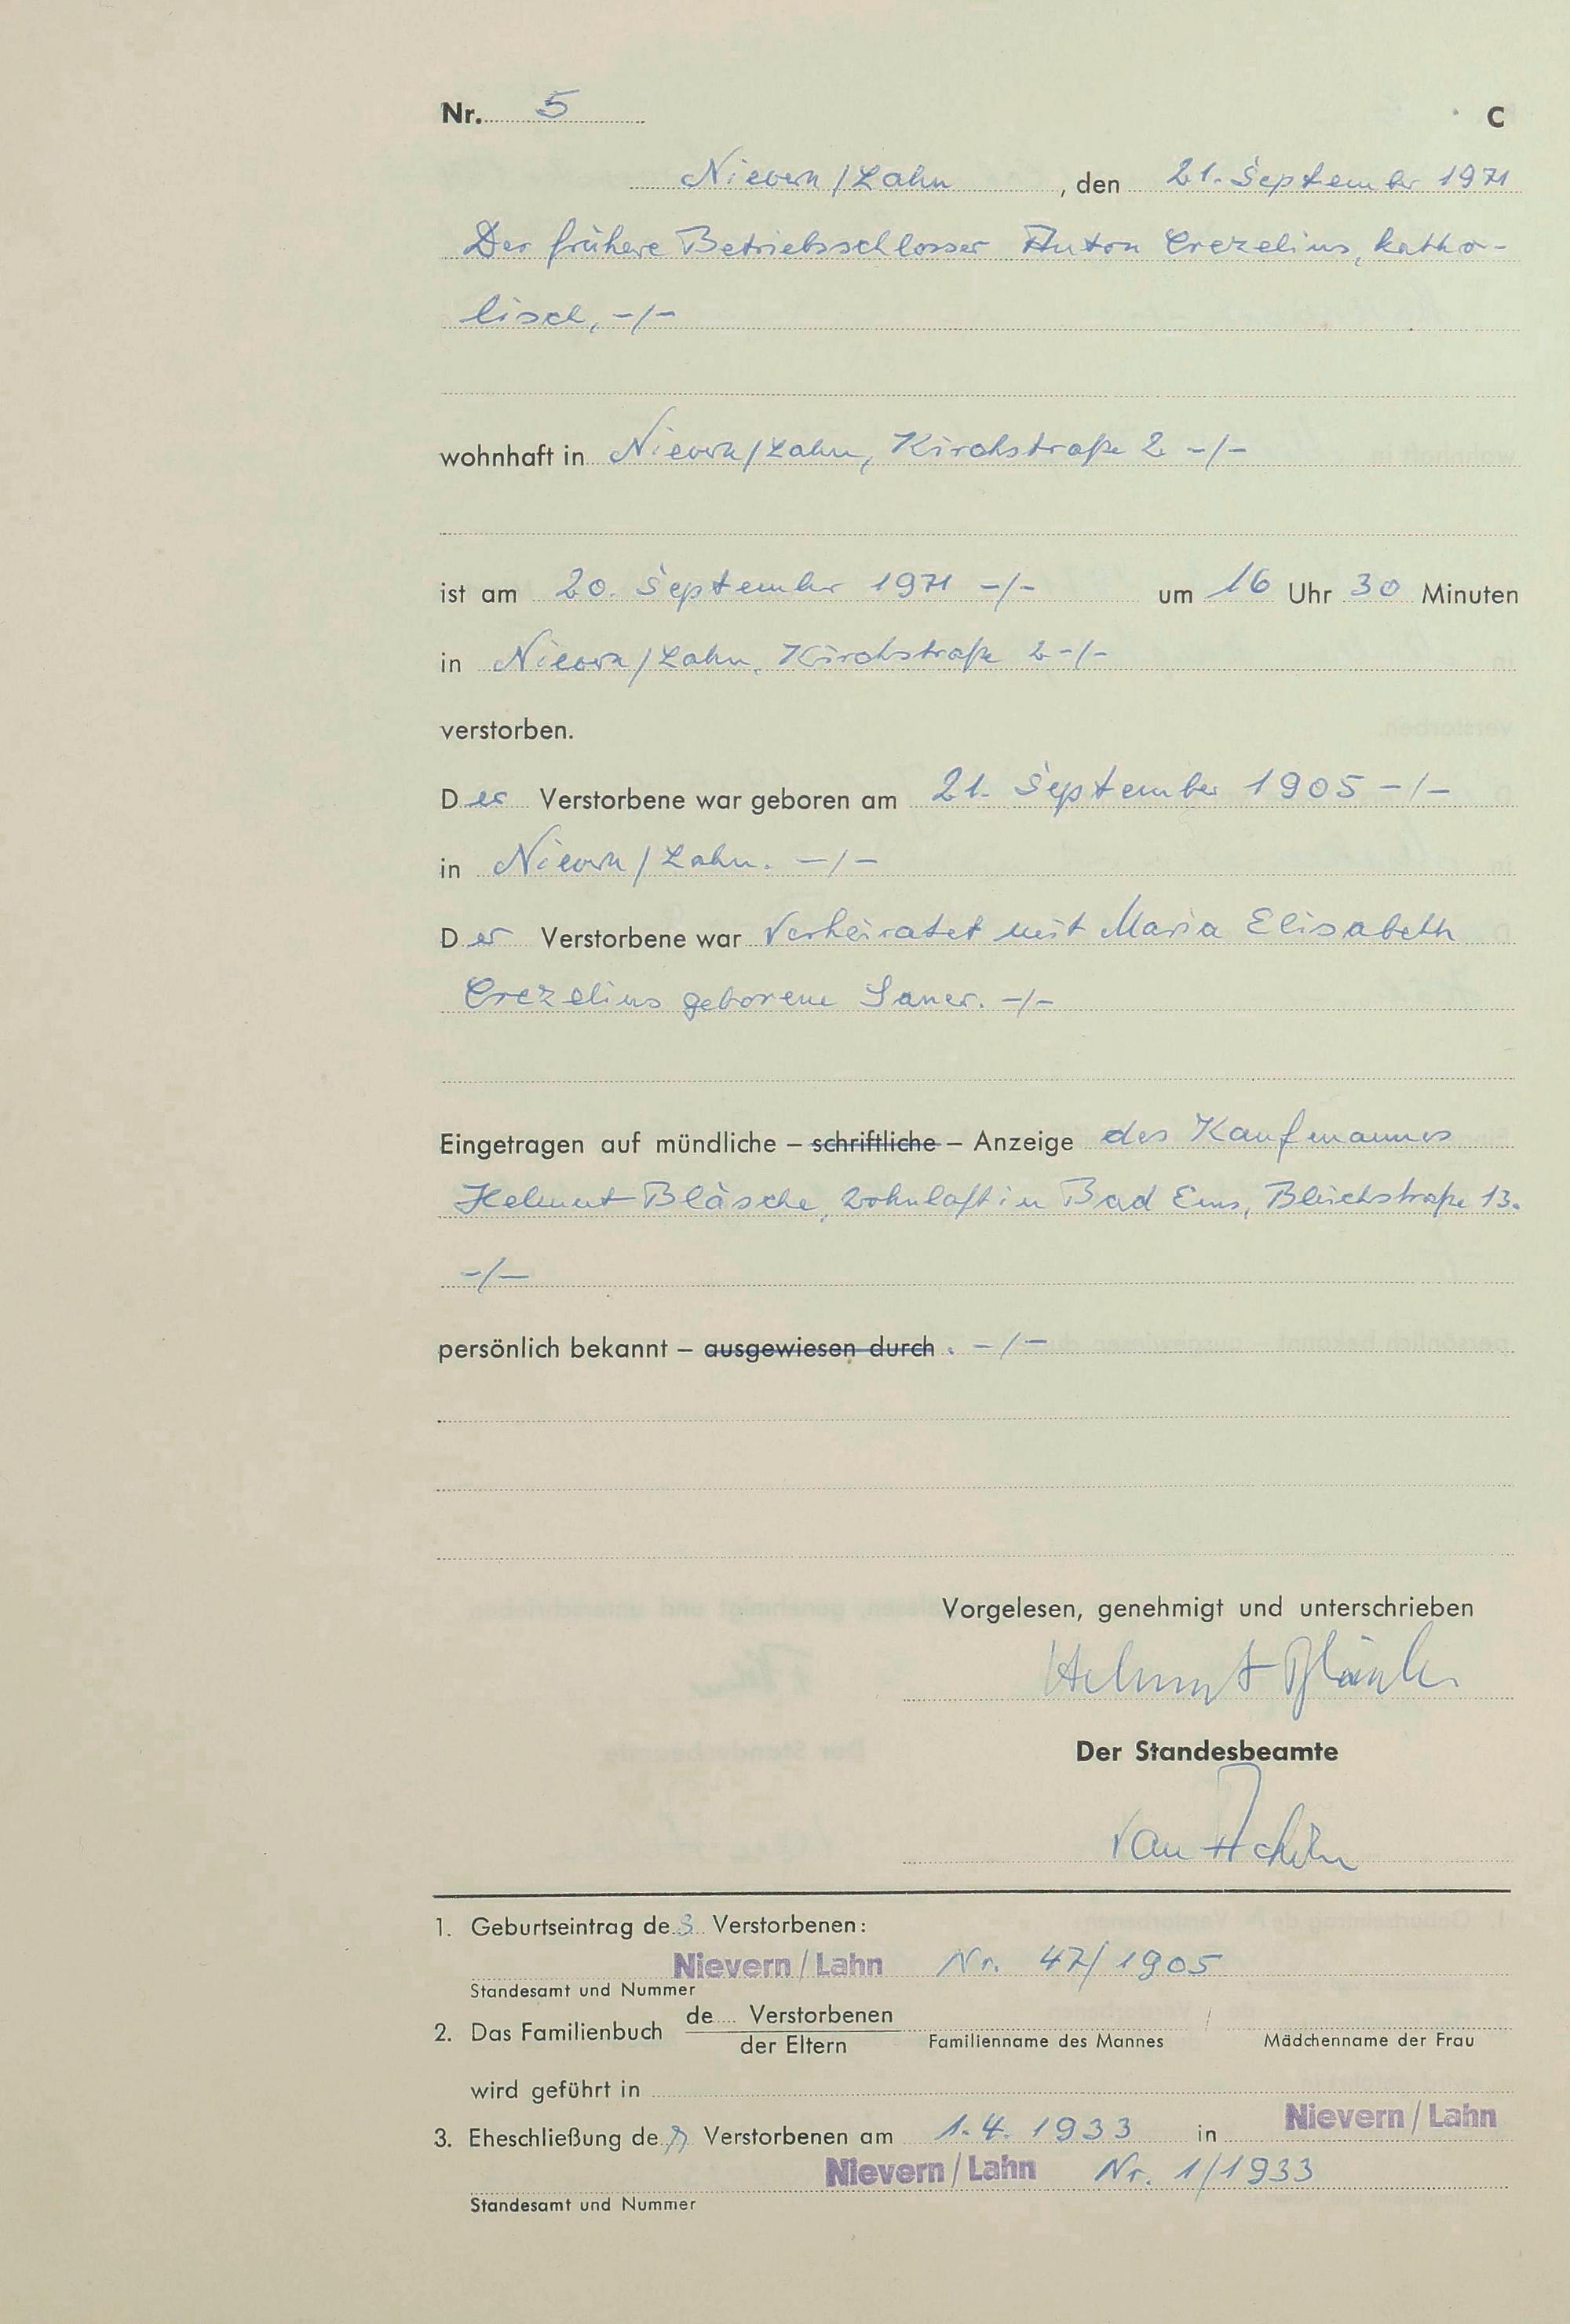 Nr. 5 C
Nievern/Lahn, den 21. September 1971
Der frühere Betriebsschlosser Anton Crezelius, katho-
lisch, -/-
wohnhaft in Nievern/Lahn, Kirchstraße 2 -/-
ist am 20. September 1971 -/- um 16 Uhr 30 Minuten
in Nievern/Lahn, Kirchstraße 2 -/-
verstorben.
Der Verstorbene war geboren am 21. September 1905 -/-
in Nievern/Lahn. -/-
Der Verstorbene war verheiratet mit Maria Elisabeth
Crezelius geborene -/-
Eingetragen auf mündliche – schriftliche – Anzeige des Kaufmannes
Helmut Bläsche, wohnhaft in Bad Ems, Bleichstraße 13.
-/-
persönlich bekannt – ausgewiesen durch . -/-
Vorgelesen, genehmigt und unterschrieben
Helmut Bläsche
Der Standesbeamte
1. Geburtseintrag des Verstorbenen:
Nievern/Lahn Nr. 47/1905
Standesamt und Nummer
2. Das Familienbuch de Verstorbenen
der Eltern
Familienname des Mannes Mädchenname der Frau
wird geführt in
3. Eheschließung des Verstorbenen am 1.4.1933 in Nievern/Lahn
Nievern/Lahn Nr. 1/1933
Standesamt und Nummer